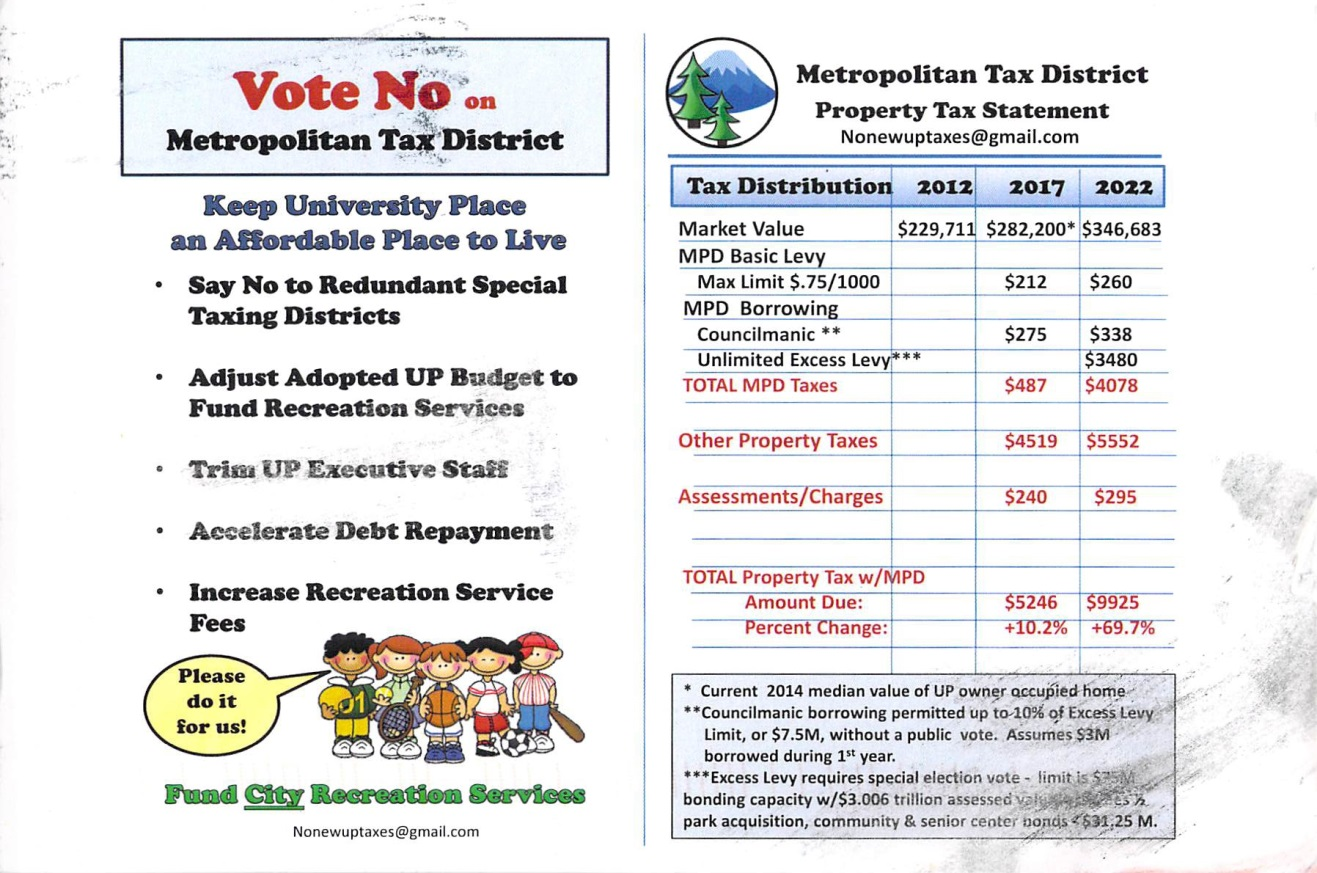 Vote No on
Metropolitan Tax District
Keep University Place
an Affordable Place to Live
• Say No to Redundant Special
Taxing Districts
• Adjust Adopted UP Budget to
Fund Recreation Services
• Trim UP Executive Staff
• Accelerate Debt Repayment
• Increase Recreation Service
Fees
Please
do it
for us!
01
Fund City Recreation Services
Nonewuptaxes@gmail.com
Metropolitan Tax District
Property Tax Statement
Nonewuptaxes@gmail.com
Tax Distribution 2012 2017 2022
Market Value $229,711 $282,200* $346,683
MPD Basic Levy
Max Limit $.75/1000 $212 $260
MPD Borrowing
Councilmanic ** $275 $338
Unlimited Excess Levy*** $3480
TOTAL MPD Taxes $487 $4078
Other Property Taxes $4519 $5552
Assessments/Charges $240 $295
TOTAL Property Tax w/MPD
Amount Due: $5246 $9925
Percent Change: +10.2% +69.7%
* Current 2014 median value of UP owner occupied home
**Councilmanic borrowing permitted up to 10% of Excess Levy
Limit, or $7.5M, without a public vote. Assumes $3M
borrowed during 1st year.
***Excess Levy requires special election vote - limit is $75M
bonding capacity w/$3.006 trillion assessed
park acquisition, community & senior center bonds $31,25 M.